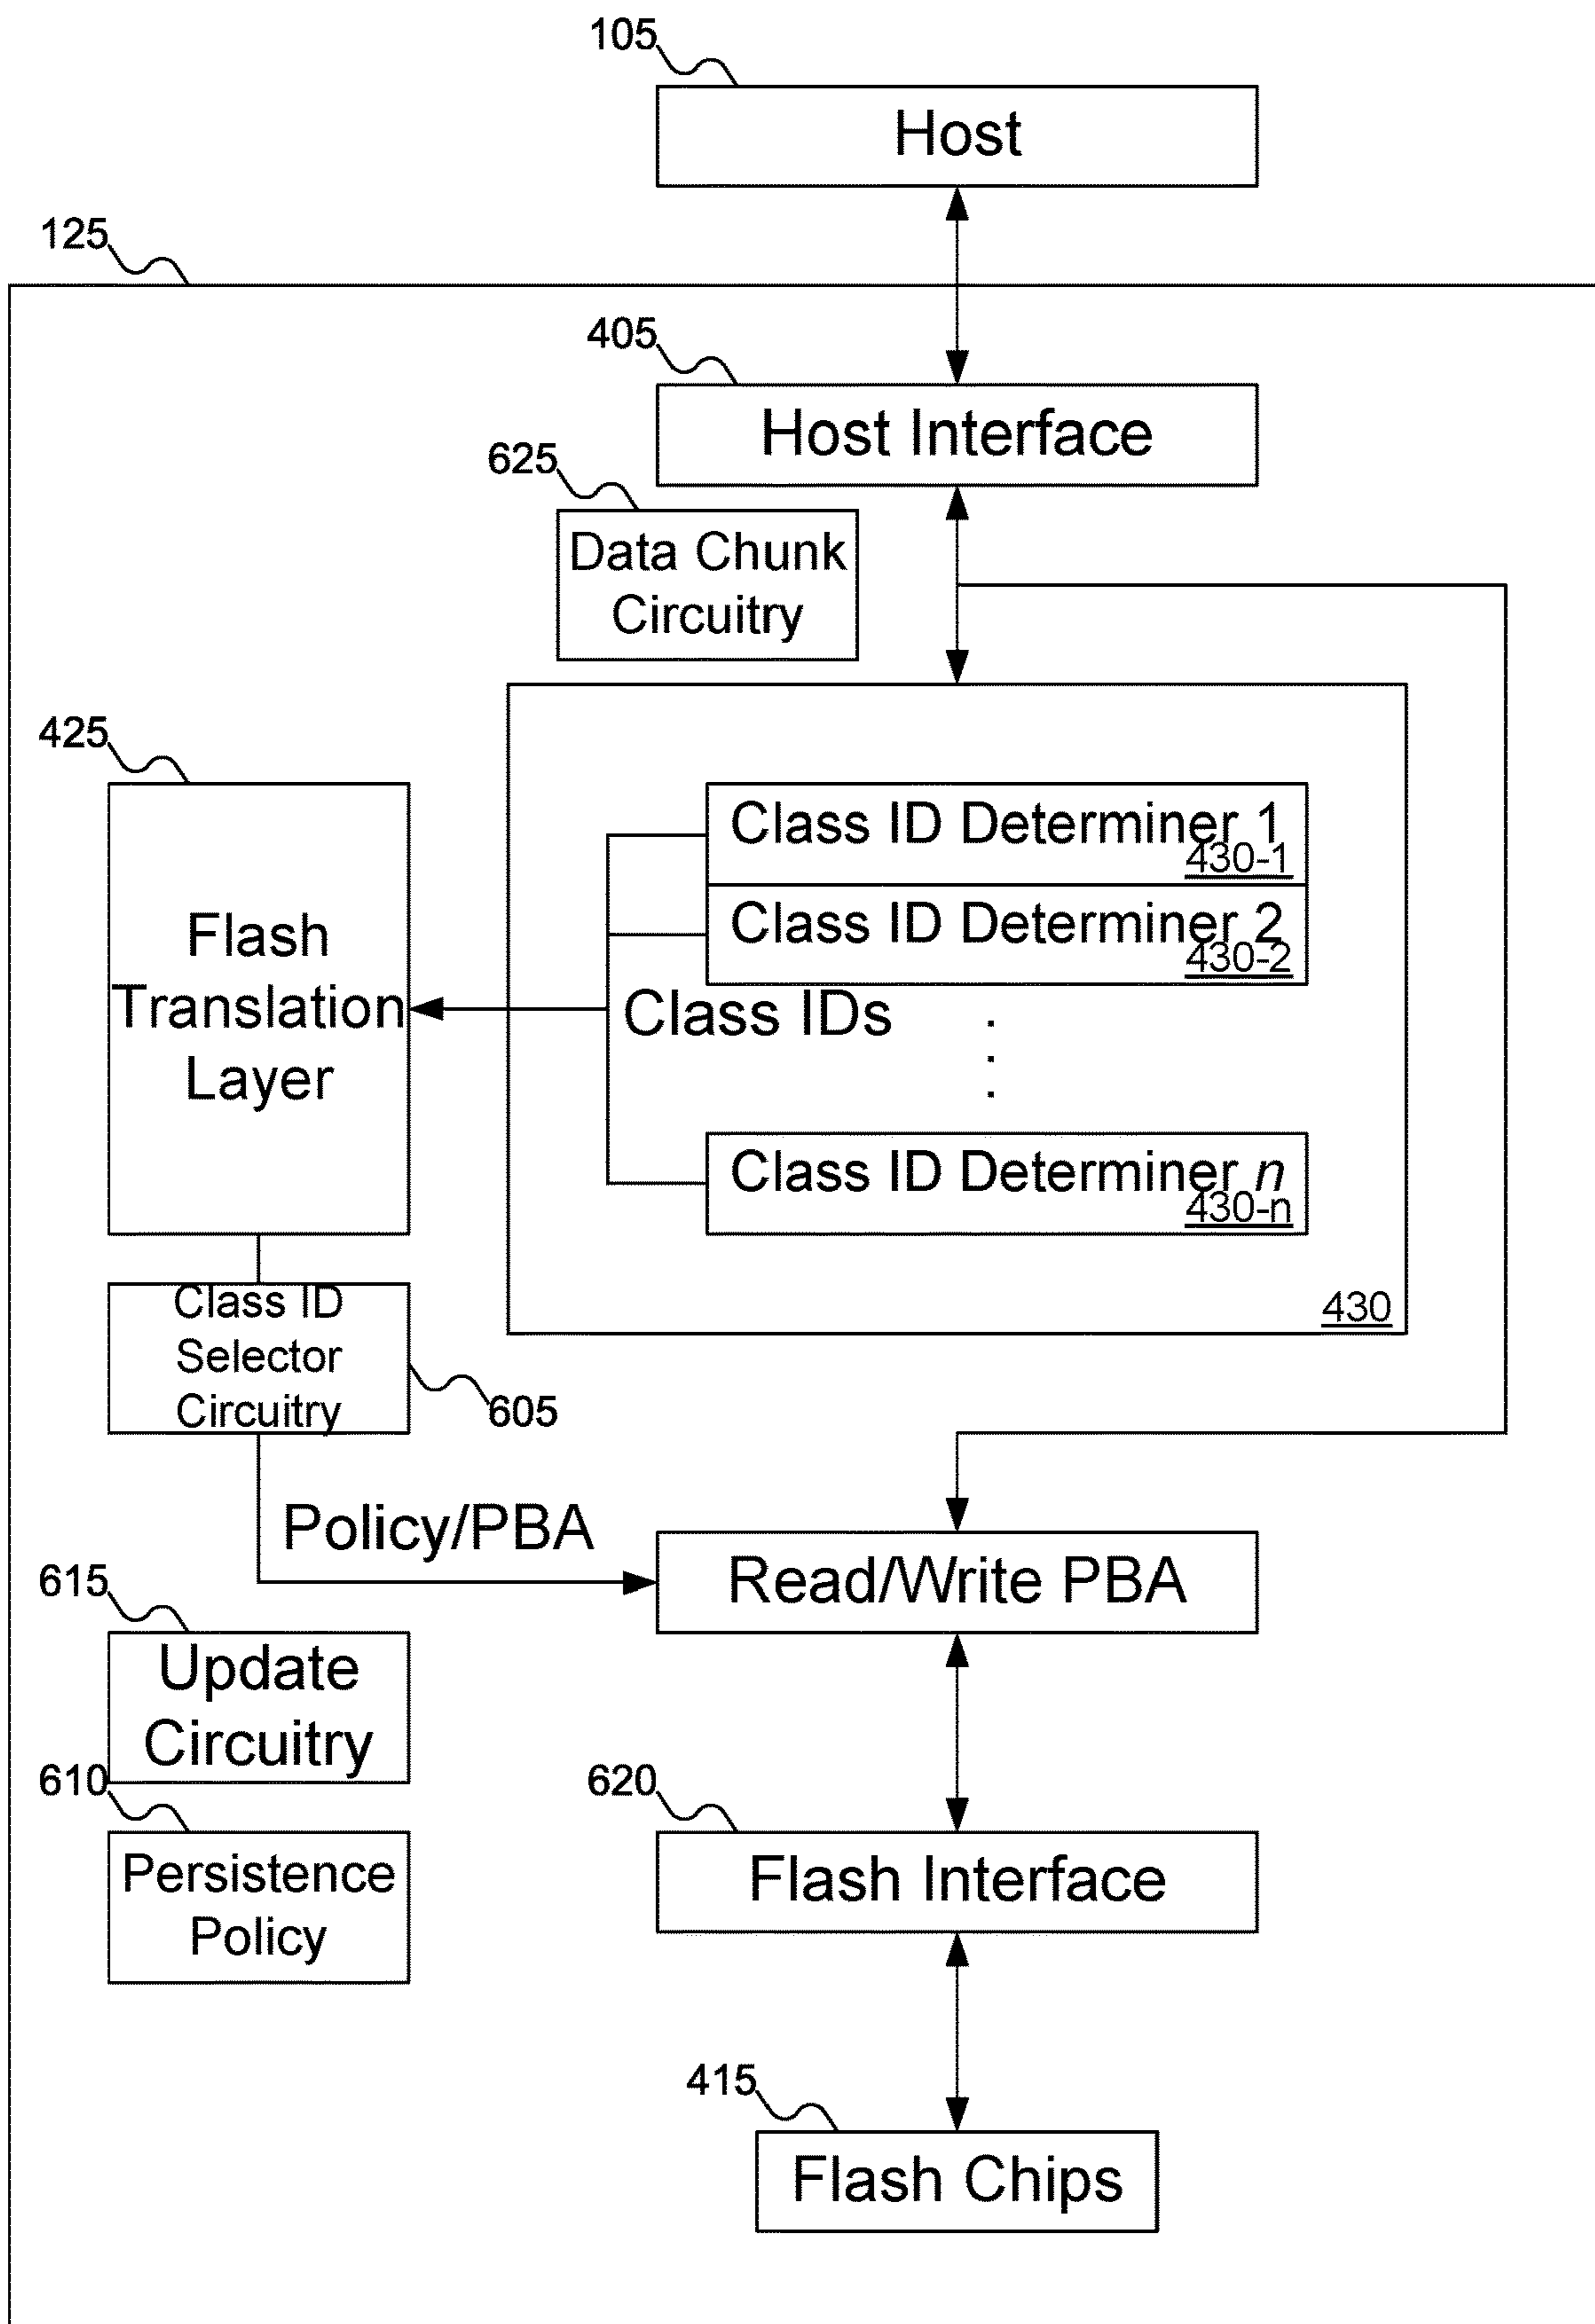 105
Host
125
405
Host Interface
625
Data Chunk
Circuitry
425
Class ID Determiner 1
430-1
Class ID Determiner 2
430-2
Flash
Translation
Layer
Class IDs
Class ID Determiner n
430-n
430
Class ID
Selector
Circuitry
605
Policy/PBA
Read/Write PBA
615
Update
Circuitry
610
Persistence
Policy
620
Flash Interface
415
Flash Chips